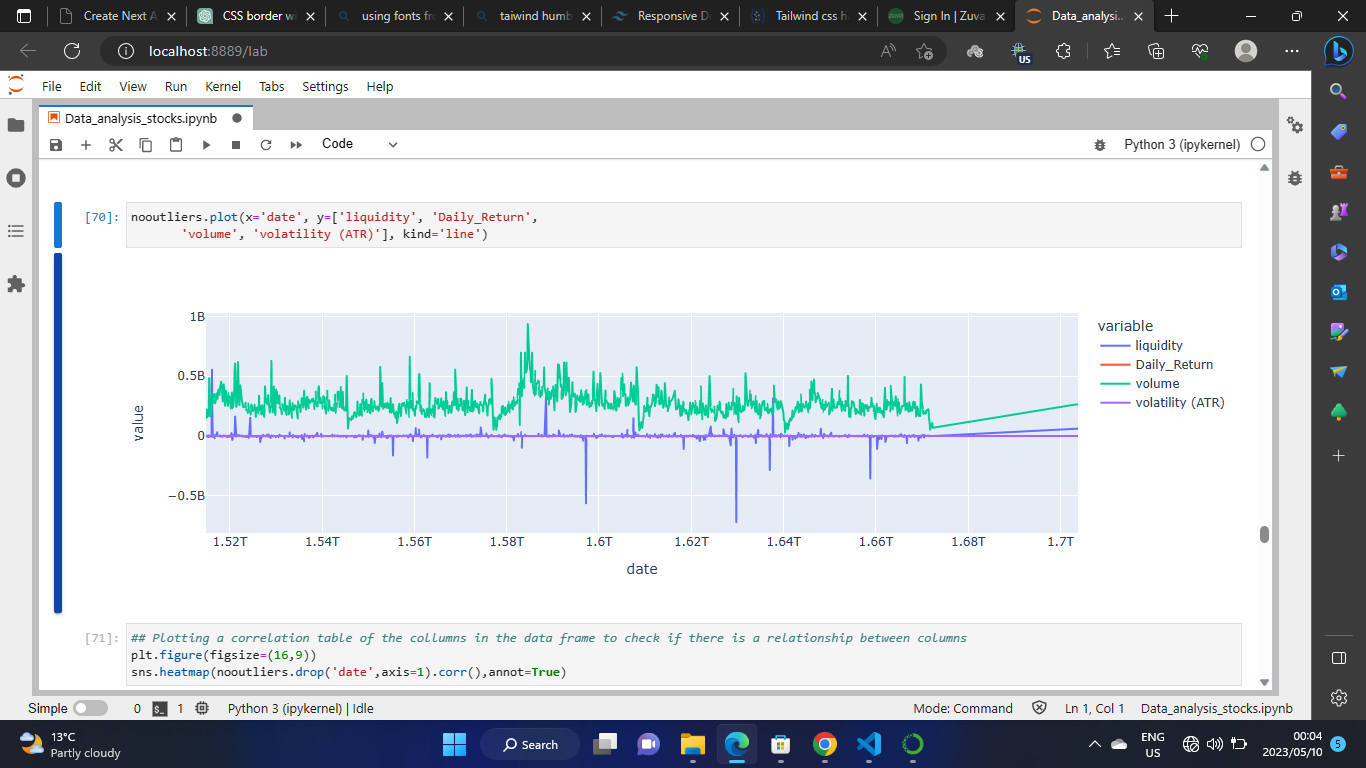 Create Next A
CSS border wi
using fonts fr
taiwind humb
Responsive D
Tailwind css h
Sign In | Zuva
Data_analysi
localhost:8889/lab
US
File Edit View Run Kernel Tabs Settings Help
Data_analysis_stocks.ipynb
Code
Python 3 (ipykernel)
[70]:
nooutliers.plot(x='date', y=['liquidity', 'Daily_Return',
'volume', 'volatility (ATR)'], kind='line')
1B
0.5B
0
−0.5B
value
1.52T 1.54T 1.56T 1.58T 1.6T 1.62T 1.64T 1.66T 1.68T 1.7T
date
variable
liquidity
Daily_Return
volume
volatility (ATR)
[71]:
## Plotting a correlation table of the collumns in the data frame to check if there is a relationship between columns
plt.figure(figsize=(16,9))
sns.heatmap(nooutliers.drop('date',axis=1).corr(),annot=True)
Simple 0 $_ 1 Python 3 (ipykernel) | Idle Mode: Command Ln 1, Col 1 Data_analysis_stocks.ipynb
13°C
Partly cloudy
Search
ENG
US
00:04
2023/05/10
5